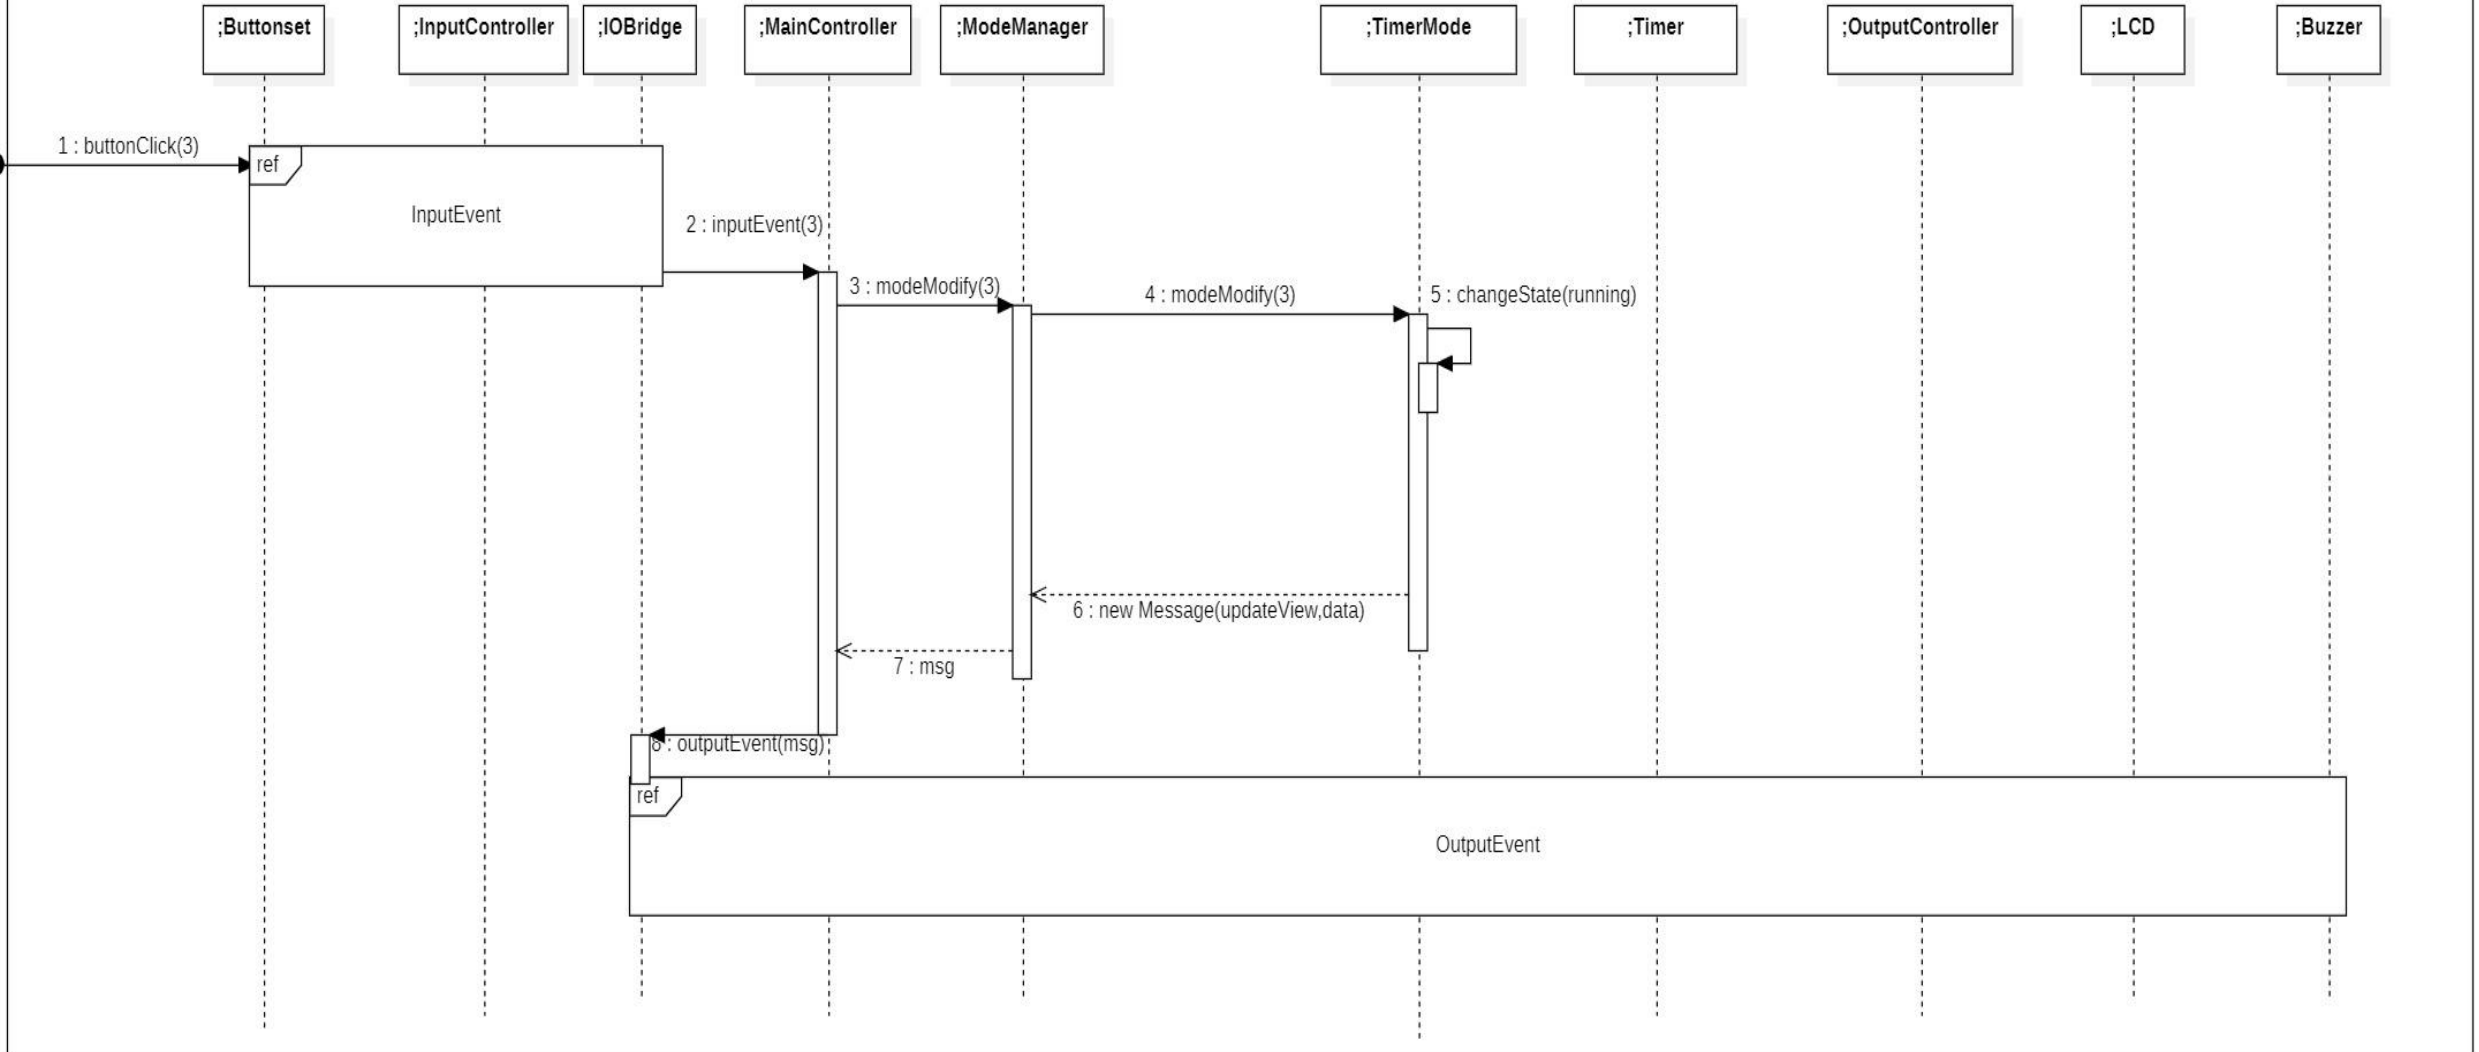 ;Buttonset
;InputController
;IOBridge
;MainController
;ModeManager
;TimerMode
;Timer
;OutputController
;LCD
;Buzzer
1 : buttonClick(3)
ref
InputEvent
2 : inputEvent(3)
3 : modeModify(3)
4 : modeModify(3)
5 : changeState(running)
6 : new Message(updateView,data)
7 : msg
8 : outputEvent(msg)
ref
OutputEvent